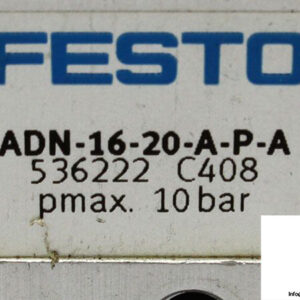 FESTO
ADN-16-20-A-P-A
536222 C408
pmax. 10 bar